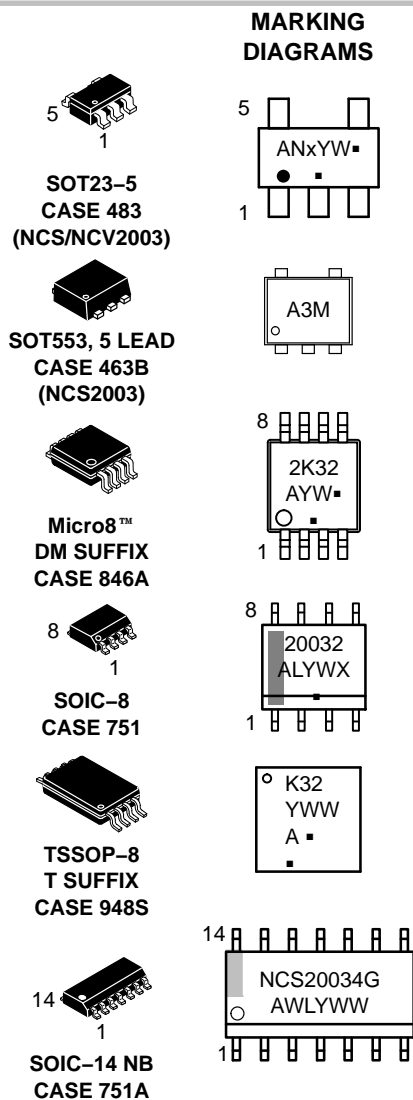 MARKING
DIAGRAMS
5
1
SOT23−5
CASE 483
(NCS/NCV2003)
5
ANxYW▪
▪
1
SOT553, 5 LEAD
CASE 463B
(NCS2003)
A3M
Micro8™
DM SUFFIX
CASE 846A
8
2K32
AYW▪
▪
1
8
1
SOIC−8
CASE 751
8
20032
ALYWX
▪
1
TSSOP−8
T SUFFIX
CASE 948S
K32
YWW
A ▪
▪
14
1
SOIC−14 NB
CASE 751A
14
NCS20034G
AWLYWW
1